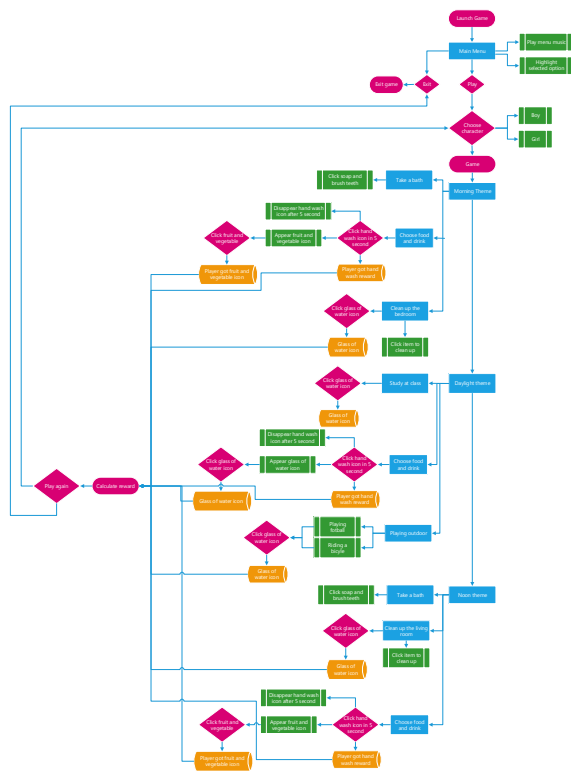 Launch Game
Main Menu
Play menu music
Highlight
selected option
Exit game
Exit
Play
Choose
character
Boy
Girl
Game
Morning Theme
Take a bath
Click soap and
brush teeth
Disappear hand wash
icon after 5 second
Click fruit and
vegetable
Appear fruit and
vegetable icon
Click hand
wash icon in 5
second
Choose food
and drink
Player got fruit and
vegetable icon
Player got hand
wash reward
Click glass of
water icon
Clean up the
bedroom
Glass of
water icon
Click item to
clean up
Click glass of
water icon
Study at class
Daylight theme
Glass of
water icon
Disappear hand wash
icon after 5 second
Click glass of
water icon
Appear glass of
water icon
Click hand
wash icon in 5
second
Choose food
and drink
Play again
Calculate reward
Glass of water icon
Player got hand
wash reward
Click glass of
water icon
Playing
fotball
Riding a
bicyle
Playing outdoor
Glass of
water icon
Click soap and
brush teeth
Take a bath
Noon theme
Click glass of
water icon
Clean up the living
room
Click item to
clean up
Glass of
water icon
Disappear hand wash
icon after 5 second
Click fruit and
vegetable
Appear fruit and
vegetable icon
Click hand
wash icon in 5
second
Choose food
and drink
Player got fruit and
vegetable icon
Player got hand
wash reward